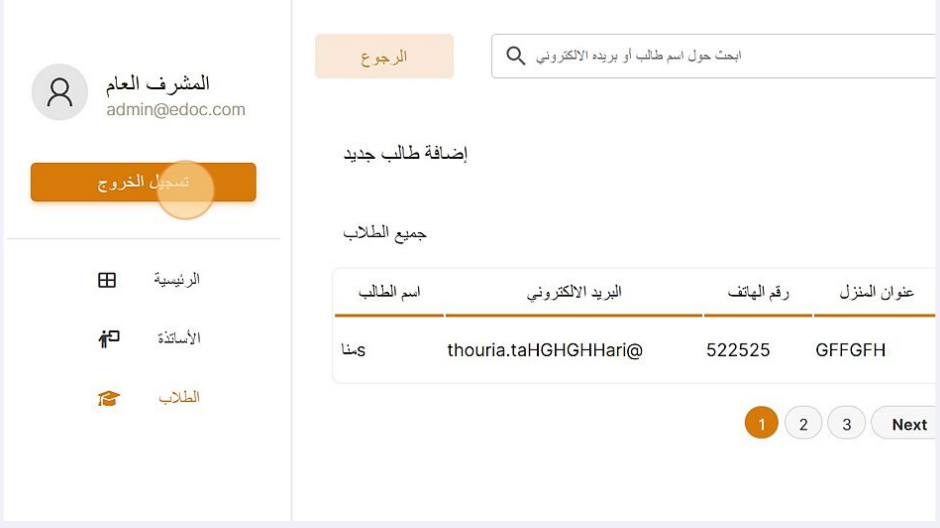 المشرف العام
admin@edoc.com
تسجيل الخروج
الرئيسية
الأساتذة
الطلاب
الرجوع
ابحث حول اسم طالب أو بريده الالكتروني
إضافة طالب جديد
جميع الطلاب
اسم الطالب البريد الالكتروني رقم الهاتف عنوان المنزل
مناs thouria.taHGHGHHari@ 522525 GFFGFH
1 2 3 Next